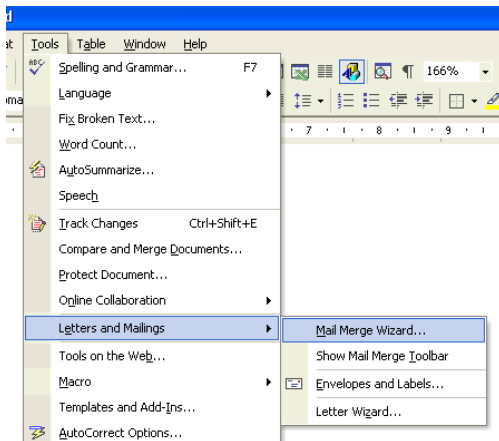 d
at Tools Table Window Help
ABC Spelling and Grammar... F7
166%
Language
oma
Fix Broken Text...
7 8 9
Word Count...
AutoSummarize...
Speech
Track Changes Ctrl+Shift+E
Compare and Merge Documents...
Protect Document...
Online Collaboration
Letters and Mailings
Mail Merge Wizard...
Tools on the Web...
Show Mail Merge Toolbar
Macro
Envelopes and Labels...
Templates and Add-Ins...
Letter Wizard...
AutoCorrect Options...